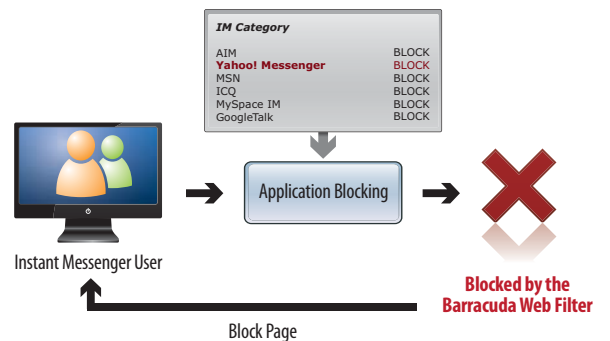 IM Category
AIM BLOCK
Yahoo! Messenger BLOCK
MSN BLOCK
ICQ BLOCK
MySpace IM BLOCK
GoogleTalk BLOCK
Application Blocking
Instant Messenger User
Blocked by the
Barracuda Web Filter
Block Page